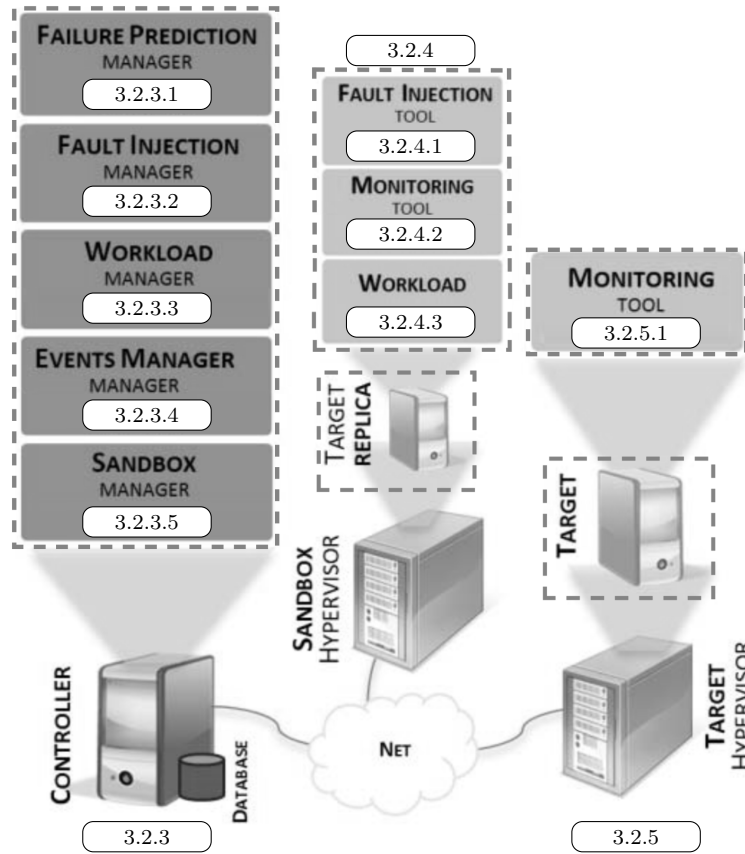 FAILURE PREDICTION
MANAGER
3.2.3.1
FAULT INJECTION
MANAGER
3.2.3.2
WORKLOAD
MANAGER
3.2.3.3
EVENTS MANAGER
MANAGER
3.2.3.4
SANDBOX
MANAGER
3.2.3.5
CONTROLLER
DATABASE
3.2.3
3.2.4
FAULT INJECTION
TOOL
3.2.4.1
MONITORING
TOOL
3.2.4.2
WORKLOAD
3.2.4.3
TARGET
REPLICA
SANDBOX
HYPERVISOR
NET
MONITORING
TOOL
3.2.5.1
TARGET
TARGET
HYPERVISOR
3.2.5